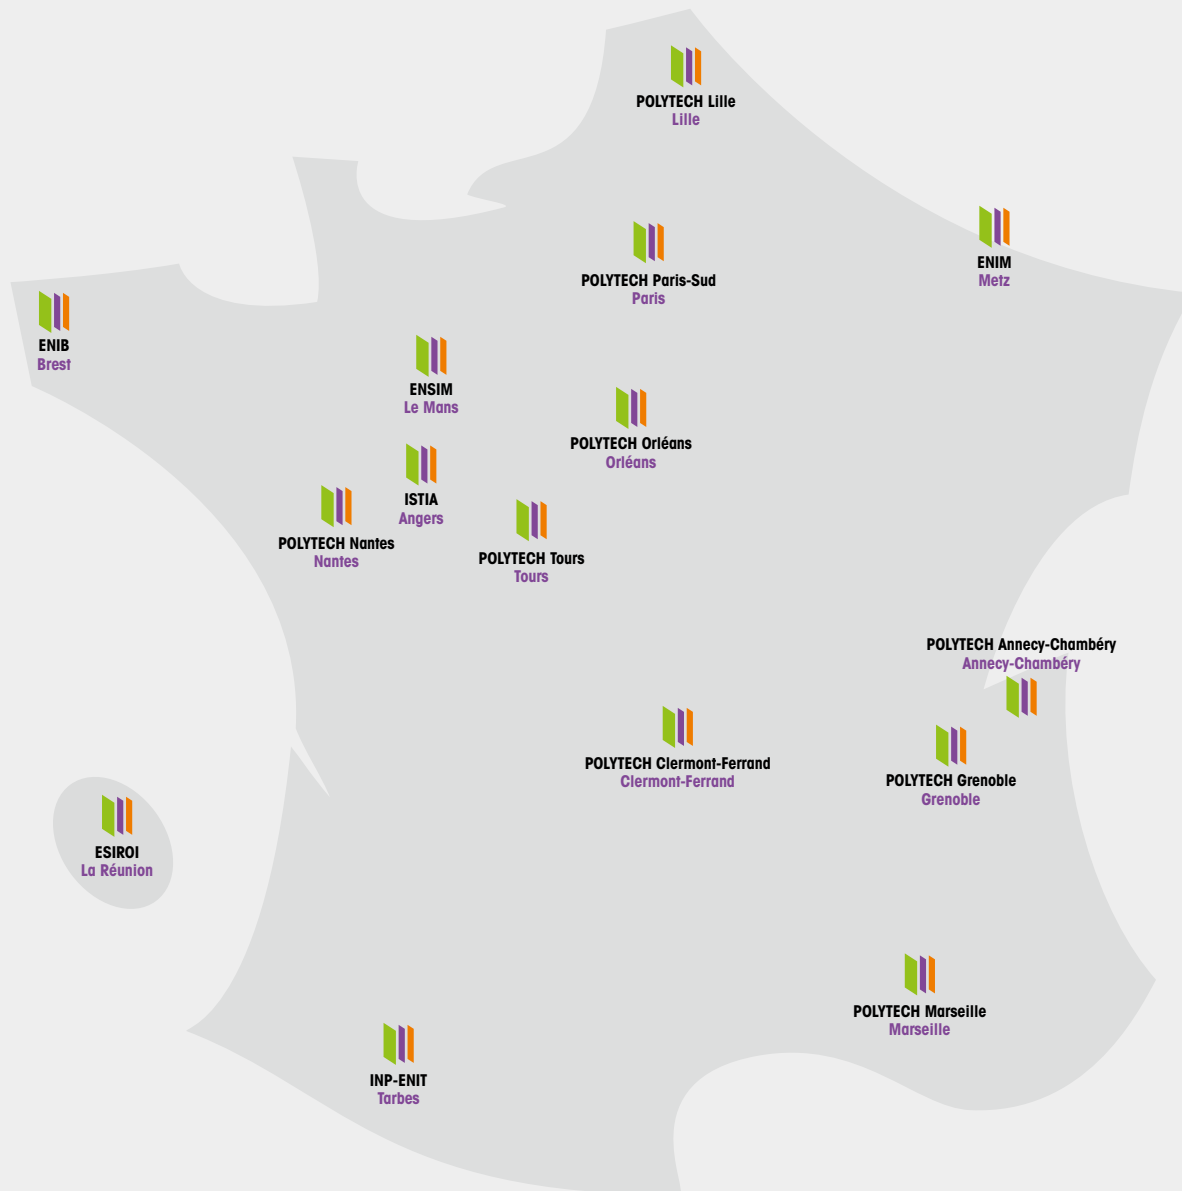 POLYTECH Lille
Lille
POLYTECH Paris-Sud
Paris
ENIM
Metz
ENIB
Brest
ENSIM
Le Mans
POLYTECH Orléans
Orléans
ISTIA
Angers
POLYTECH Nantes
Nantes
POLYTECH Tours
Tours
POLYTECH Annecy-Chambéry
Annecy-Chambéry
POLYTECH Clermont-Ferrand
Clermont-Ferrand
POLYTECH Grenoble
Grenoble
ESIROI
La Réunion
POLYTECH Marseille
Marseille
INP-ENIT
Tarbes